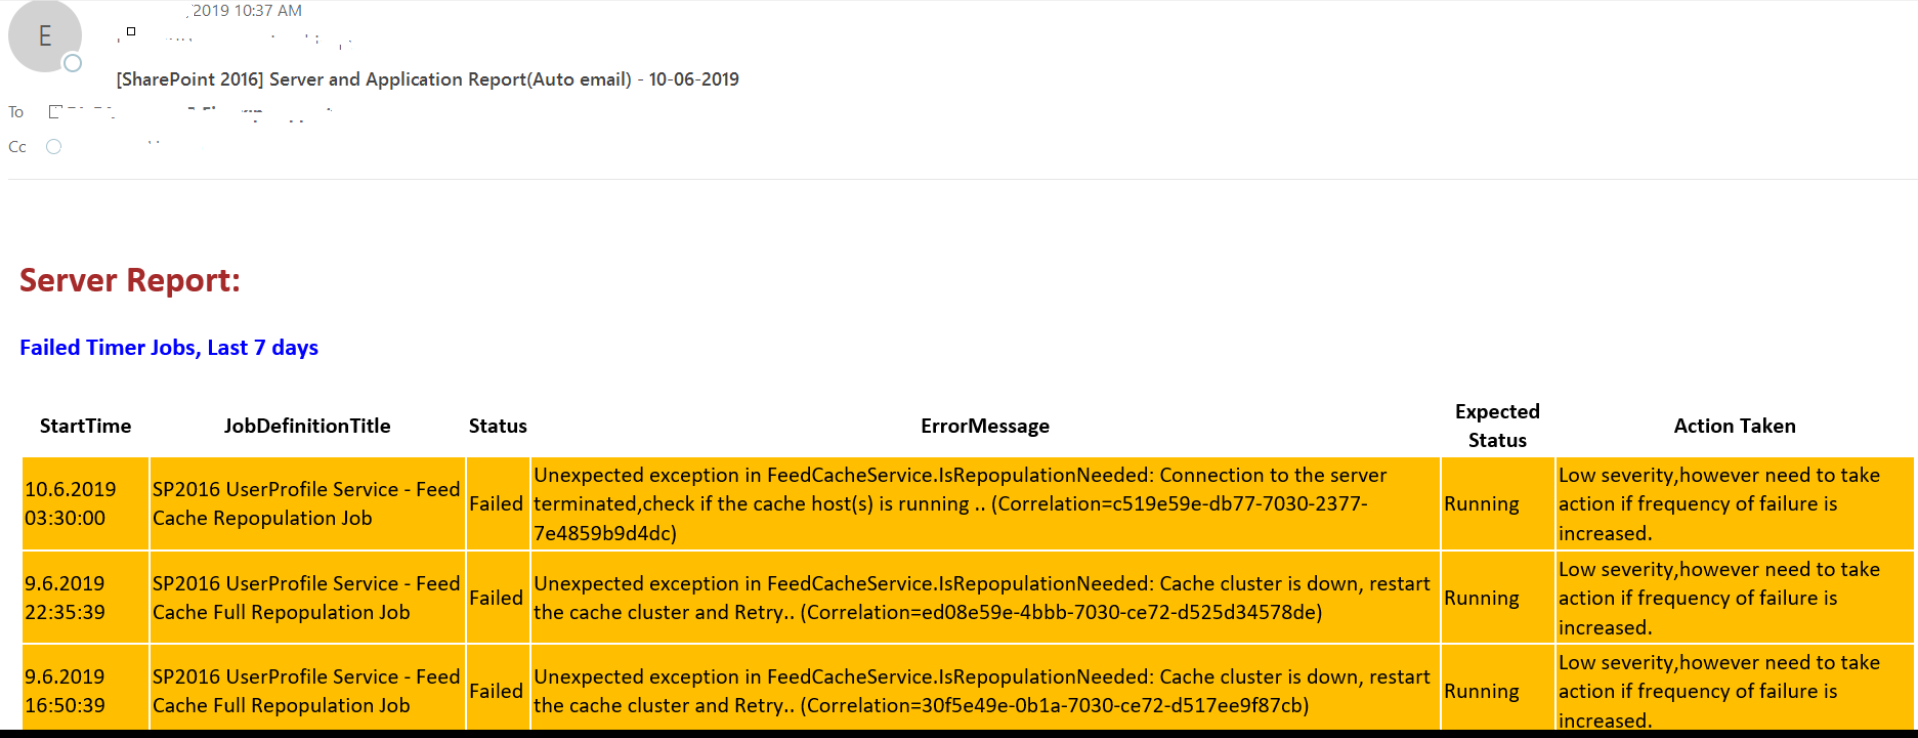 2019 10:37 AM
E
[SharePoint 2016] Server and Application Report(Auto email) - 10-06-2019
To
Cc
Server Report:
Failed Timer Jobs, Last 7 days
StartTime JobDefinitionTitle Status ErrorMessage Expected Status Action Taken
10.6.2019
03:30:00
SP2016 UserProfile Service - Feed
Cache Repopulation Job
Failed
Unexpected exception in FeedCacheService.IsRepopulationNeeded: Connection to the server
terminated,check if the cache host(s) is running .. (Correlation=c519e59e-db77-7030-2377-
7e4859b9d4dc)
Running
Low severity,however need to take
action if frequency of failure is
increased.
9.6.2019
22:35:39
SP2016 UserProfile Service - Feed
Cache Full Repopulation Job
Failed
Unexpected exception in FeedCacheService.IsRepopulationNeeded: Cache cluster is down, restart
the cache cluster and Retry.. (Correlation=ed08e59e-4bbb-7030-ce72-d525d34578de)
Running
Low severity,however need to take
action if frequency of failure is
increased.
9.6.2019
16:50:39
SP2016 UserProfile Service - Feed
Cache Full Repopulation Job
Failed
Unexpected exception in FeedCacheService.IsRepopulationNeeded: Cache cluster is down, restart
the cache cluster and Retry.. (Correlation=30f5e49e-0b1a-7030-ce72-d517ee9f87cb)
Running
Low severity,however need to take
action if frequency of failure is
increased.